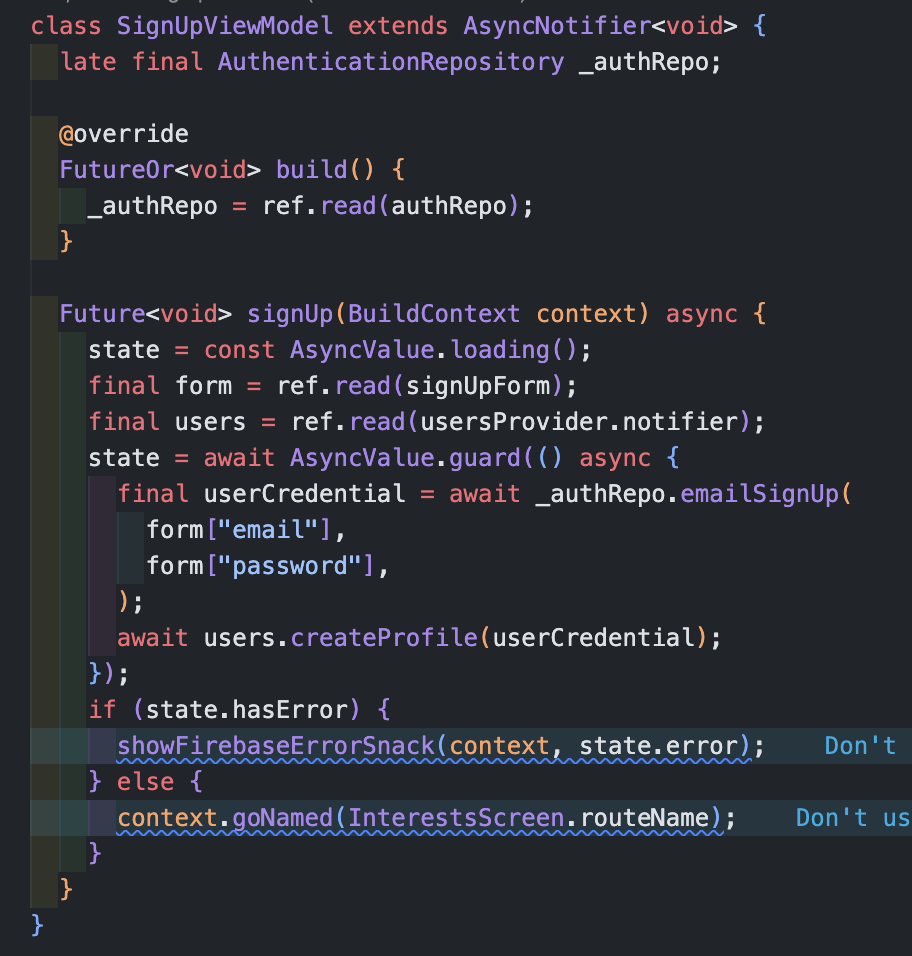 class SignUpViewModel extends AsyncNotifier<void> {
late final AuthenticationRepository _authRepo;
@override
FutureOr<void> build() {
_authRepo = ref.read(authRepo);
}
Future<void> signUp(BuildContext context) async {
state = const AsyncValue.loading();
final form = ref.read(signUpForm);
final users = ref.read(usersProvider.notifier);
state = await AsyncValue.guard(() async {
final userCredential = await _authRepo.emailSignUp(
form["email"],
form["password"],
);
await users.createProfile(userCredential);
});
if (state.hasError) {
showFirebaseErrorSnack(context, state.error); Don't
} else {
context.goNamed(InterestsScreen.routeName); Don't us
}
}
}